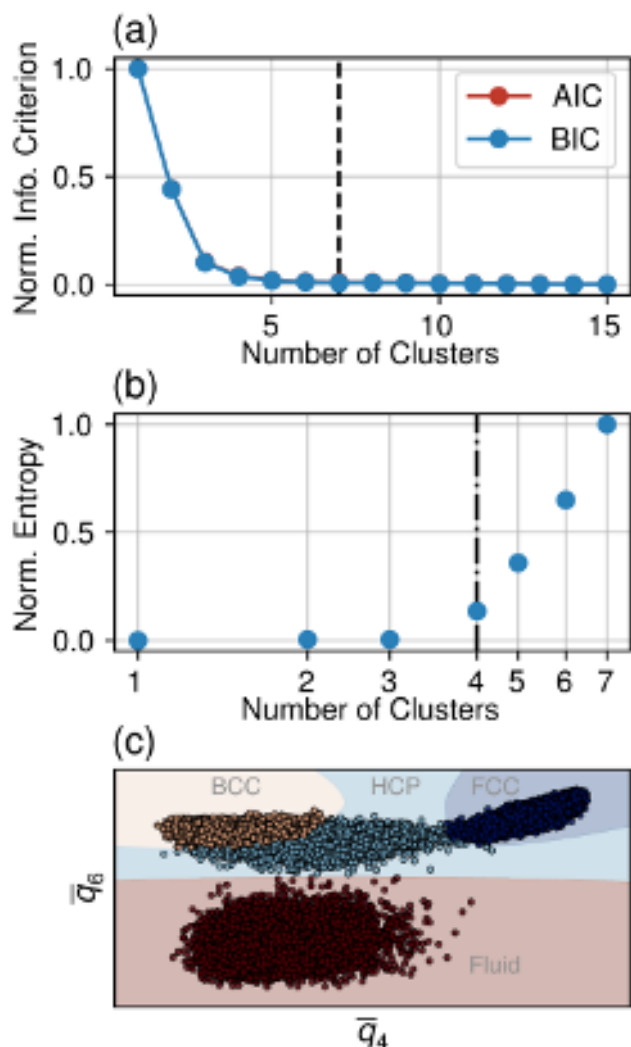 (a)
Norm. Info. Criterion
1.0
0.5
0.0
AIC
BIC
5 10 15
Number of Clusters
(b)
Norm. Entropy
1.0
0.5
0.0
1 2 3 4 5 6 7
Number of Clusters
(c)
BCC HCP FCC
q̅₆
Fluid
q̅₄